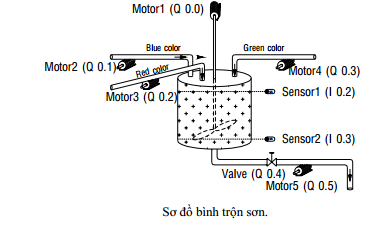 Motor1 (Q 0.0)
Blue color
Green color
Motor2 (Q 0.1)
Red color
Motor4 (Q 0.3)
Motor3 (Q 0.2)
Sensor1 (I 0.2)
Sensor2 (I 0.3)
Valve (Q 0.4)
Motor5 (Q 0.5)
Sơ đồ bình trộn sơn.